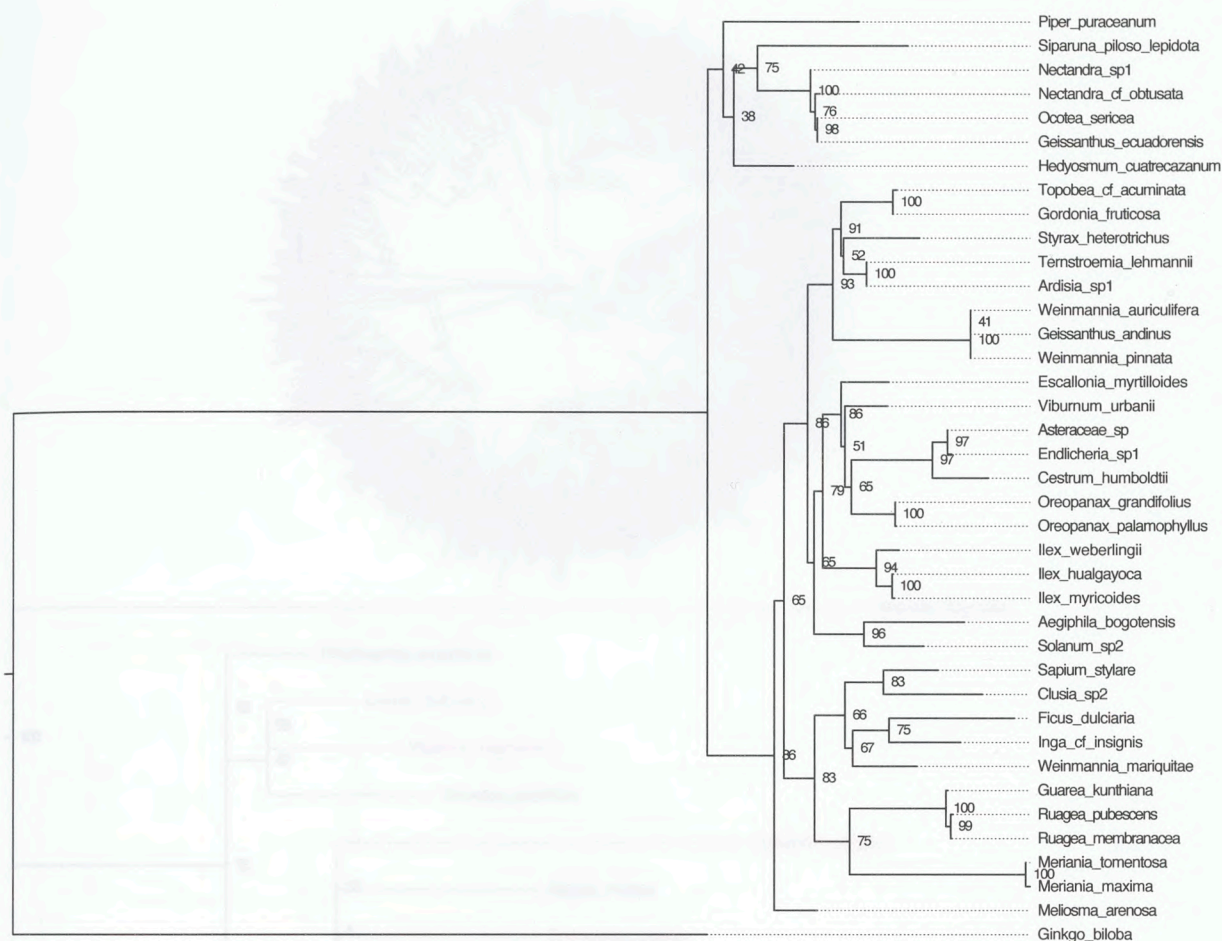 Piper_puraceanum
Siparuna_piloso_lepidota
42
75
Nectandra_sp1
100
Nectandra_cf_obtusata
76
38
Ocotea_sericea
98
Geissanthus_ecuadorensis
Hedyosmum_cuatrecazanum
Topobea_cf_acuminata
100
Gordonia_fruticosa
91
Styrax_heterotrichus
52
Ternstroemia_lehmannii
100
93
Ardisia_sp1
Weinmannia_auriculifera
41
Geissanthus_andinus
100
Weinmannia_pinnata
Escallonia_myrtilloides
Viburnum_urbanii
86
86
Asteraceae_sp
97
51
Endlicheria_sp1
97
Cestrum_humboldtii
79
65
Oreopanax_grandifolius
100
Oreopanax_palamophyllus
Ilex_weberlingii
65
94
Ilex_hualgayoca
100
Ilex_myricoides
65
Aegiphila_bogotensis
96
Solanum_sp2
Sapium_stylare
83
Clusia_sp2
66
Ficus_dulciaria
75
Inga_cf_insignis
67
86
Weinmannia_mariquitae
83
Guarea_kunthiana
100
Ruagea_pubescens
99
75
Ruagea_membranacea
Meriania_tomentosa
100
Meriania_maxima
Meliosma_arenosa
Ginkgo_biloba